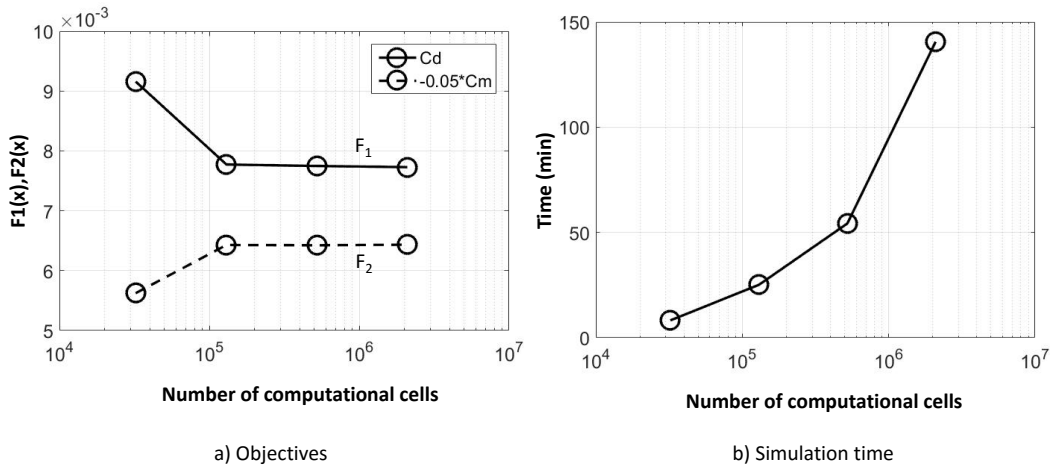 ×10⁻³
10
9
8
7
6
5
F1(x),F2(x)
Cd
-0.05*Cm
F₁
F₂
10⁴ 10⁵ 10⁶ 10⁷
Number of computational cells
a) Objectives
150
100
50
0
Time (min)
10⁴ 10⁵ 10⁶ 10⁷
Number of computational cells
b) Simulation time